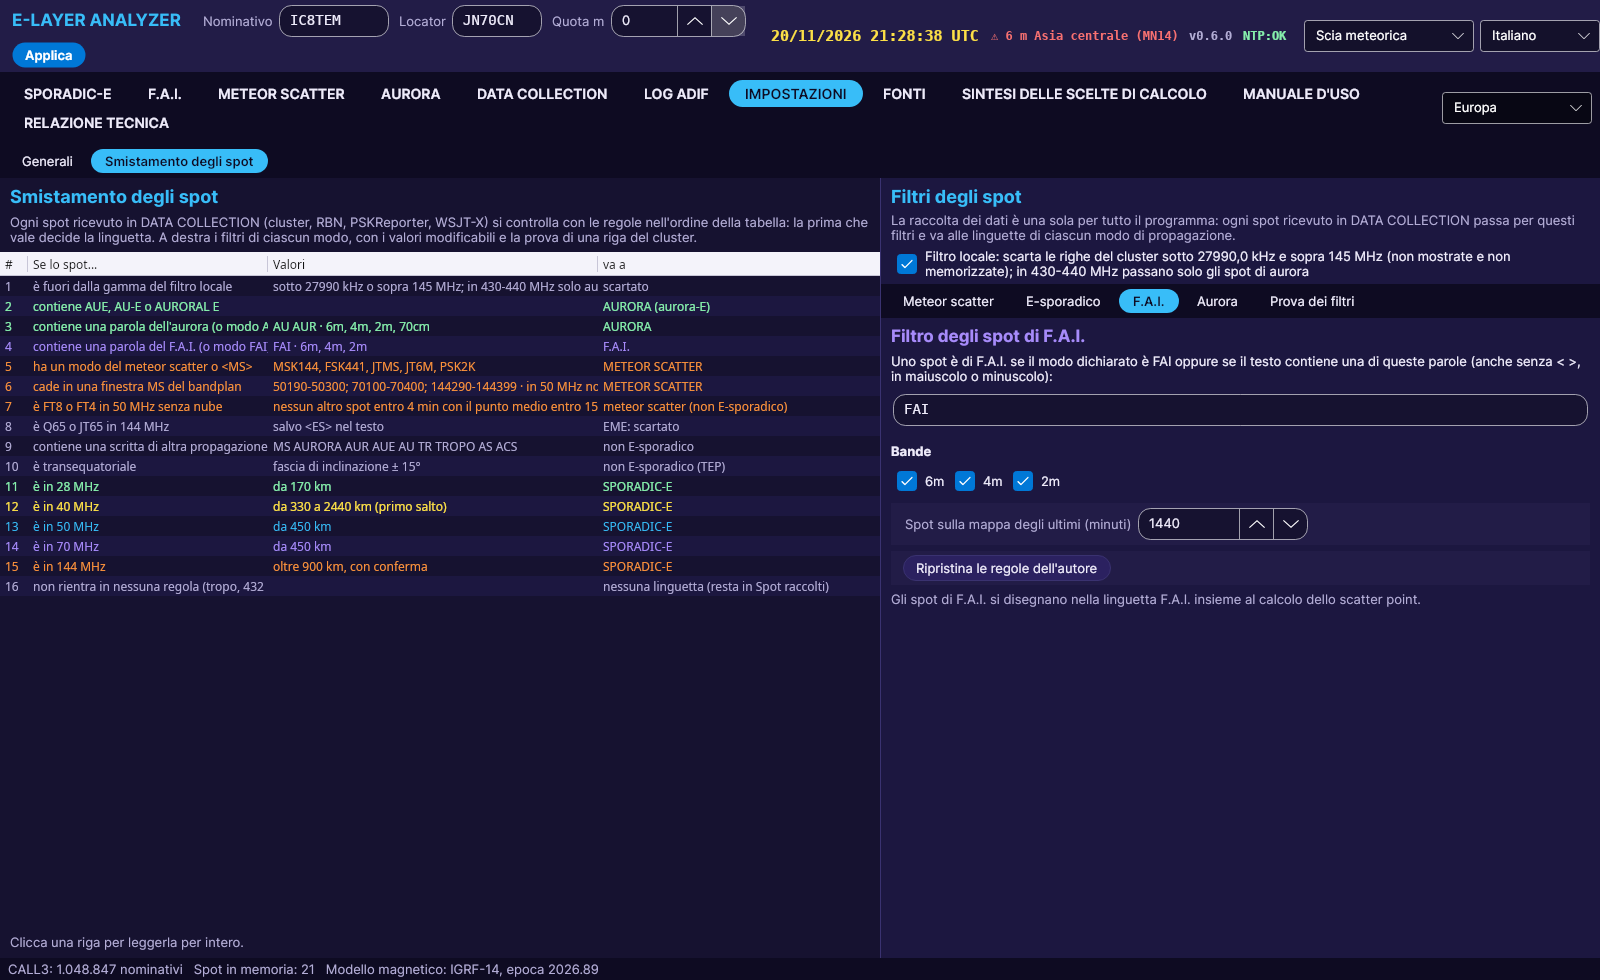 E-LAYER ANALYZER
Nominativo IC8TEM Locator JN70CN Quota m 0
Applica
20/11/2026 21:28:38 UTC ⚠ 6 m Asia centrale (MN14) v0.6.0 NTP:OK
Scia meteorica
Italiano
SPORADIC-E F.A.I. METEOR SCATTER AURORA DATA COLLECTION LOG ADIF IMPOSTAZIONI FONTI SINTESI DELLE SCELTE DI CALCOLO MANUALE D'USO
RELAZIONE TECNICA
Europa
Generali Smistamento degli spot
Smistamento degli spot
Ogni spot ricevuto in DATA COLLECTION (cluster, RBN, PSKReporter, WSJT-X) si controlla con le regole nell'ordine della tabella: la prima che
vale decide la linguetta. A destra i filtri di ciascun modo, con i valori modificabili e la prova di una riga del cluster.
# Se lo spot... Valori va a
1 è fuori dalla gamma del filtro locale sotto 27990 kHz o sopra 145 MHz; in 430-440 MHz solo au scartato
2 contiene AUE, AU-E o AURORAL E AURORA (aurora-E)
3 contiene una parola dell'aurora (o modo A AU AUR · 6m, 4m, 2m, 70cm AURORA
4 contiene una parola del F.A.I. (o modo FAI FAI · 6m, 4m, 2m F.A.I.
5 ha un modo del meteor scatter o <MS> MSK144, FSK441, JTMS, JT6M, PSK2K METEOR SCATTER
6 cade in una finestra MS del bandplan 50190-50300; 70100-70400; 144290-144399 · in 50 MHz nc METEOR SCATTER
7 è FT8 o FT4 in 50 MHz senza nube nessun altro spot entro 4 min con il punto medio entro 15 meteor scatter (non E-sporadico)
8 è Q65 o JT65 in 144 MHz salvo <ES> nel testo EME: scartato
9 contiene una scritta di altra propagazione MS AURORA AUR AUE AU TR TROPO AS ACS non E-sporadico
10 è transequatoriale fascia di inclinazione ± 15° non E-sporadico (TEP)
11 è in 28 MHz da 170 km SPORADIC-E
12 è in 40 MHz da 330 a 2440 km (primo salto) SPORADIC-E
13 è in 50 MHz da 450 km SPORADIC-E
14 è in 70 MHz da 450 km SPORADIC-E
15 è in 144 MHz oltre 900 km, con conferma SPORADIC-E
16 non rientra in nessuna regola (tropo, 432 nessuna linguetta (resta in Spot raccolti)
Clicca una riga per leggerla per intero.
Filtri degli spot
La raccolta dei dati è una sola per tutto il programma: ogni spot ricevuto in DATA COLLECTION passa per questi
filtri e va alle linguette di ciascun modo di propagazione.
Filtro locale: scarta le righe del cluster sotto 27990,0 kHz e sopra 145 MHz (non mostrate e non
memorizzate); in 430-440 MHz passano solo gli spot di aurora
Meteor scatter E-sporadico F.A.I. Aurora Prova dei filtri
Filtro degli spot di F.A.I.
Uno spot è di F.A.I. se il modo dichiarato è FAI oppure se il testo contiene una di queste parole (anche senza < >,
in maiuscolo o minuscolo):
FAI
Bande
6m 4m 2m
Spot sulla mappa degli ultimi (minuti) 1440
Ripristina le regole dell'autore
Gli spot di F.A.I. si disegnano nella linguetta F.A.I. insieme al calcolo dello scatter point.
CALL3: 1.048.847 nominativi Spot in memoria: 21 Modello magnetico: IGRF-14, epoca 2026.89